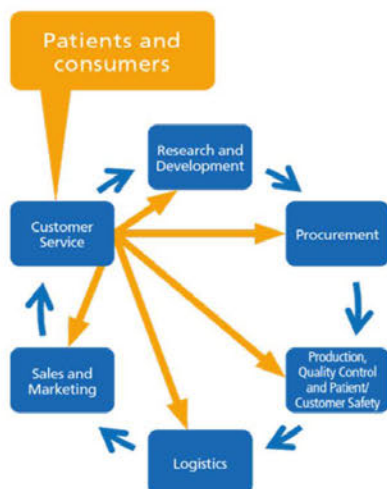 Patients and
consumers
Research and
Development
Customer
Service
Procurement
Sales and
Marketing
Production,
Quality Control
and Patient/
Customer Safety
Logistics